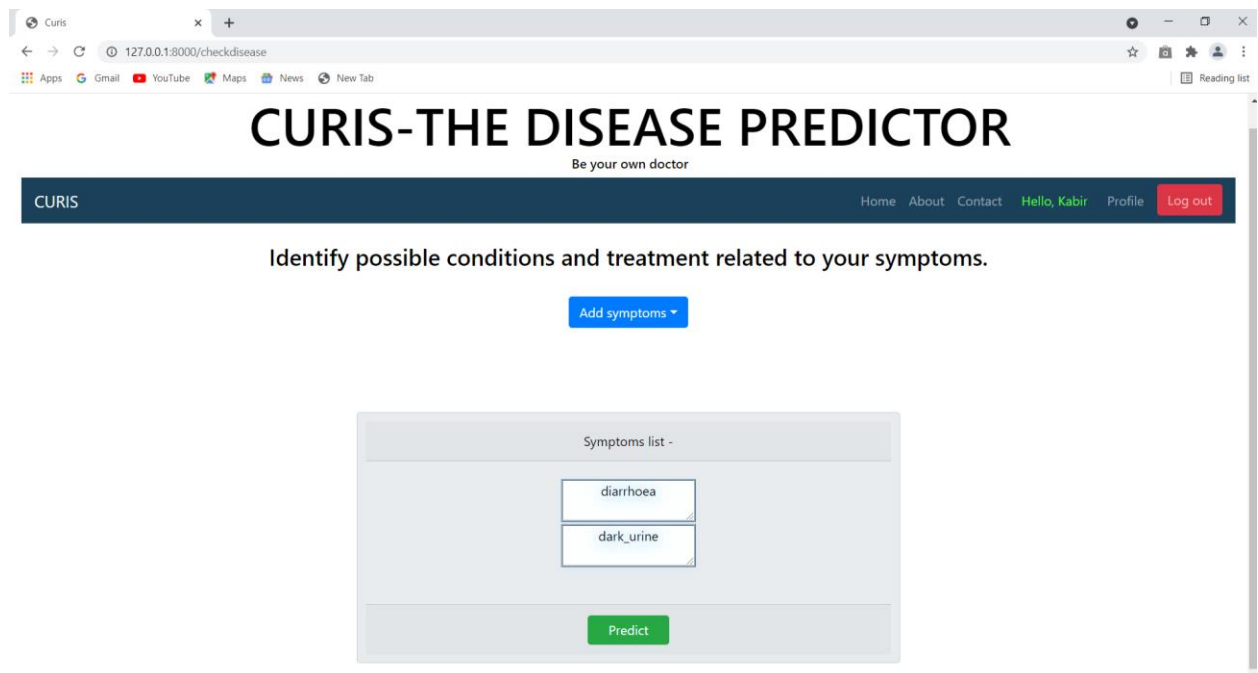 Curis
127.0.0.1:8000/checkdisease
Apps Gmail YouTube Maps News New Tab Reading list
CURIS-THE DISEASE PREDICTOR
Be your own doctor
CURIS Home About Contact Hello, Kabir Profile Log out
Identify possible conditions and treatment related to your symptoms.
Add symptoms
Symptoms list -
diarrhoea
dark_urine
Predict